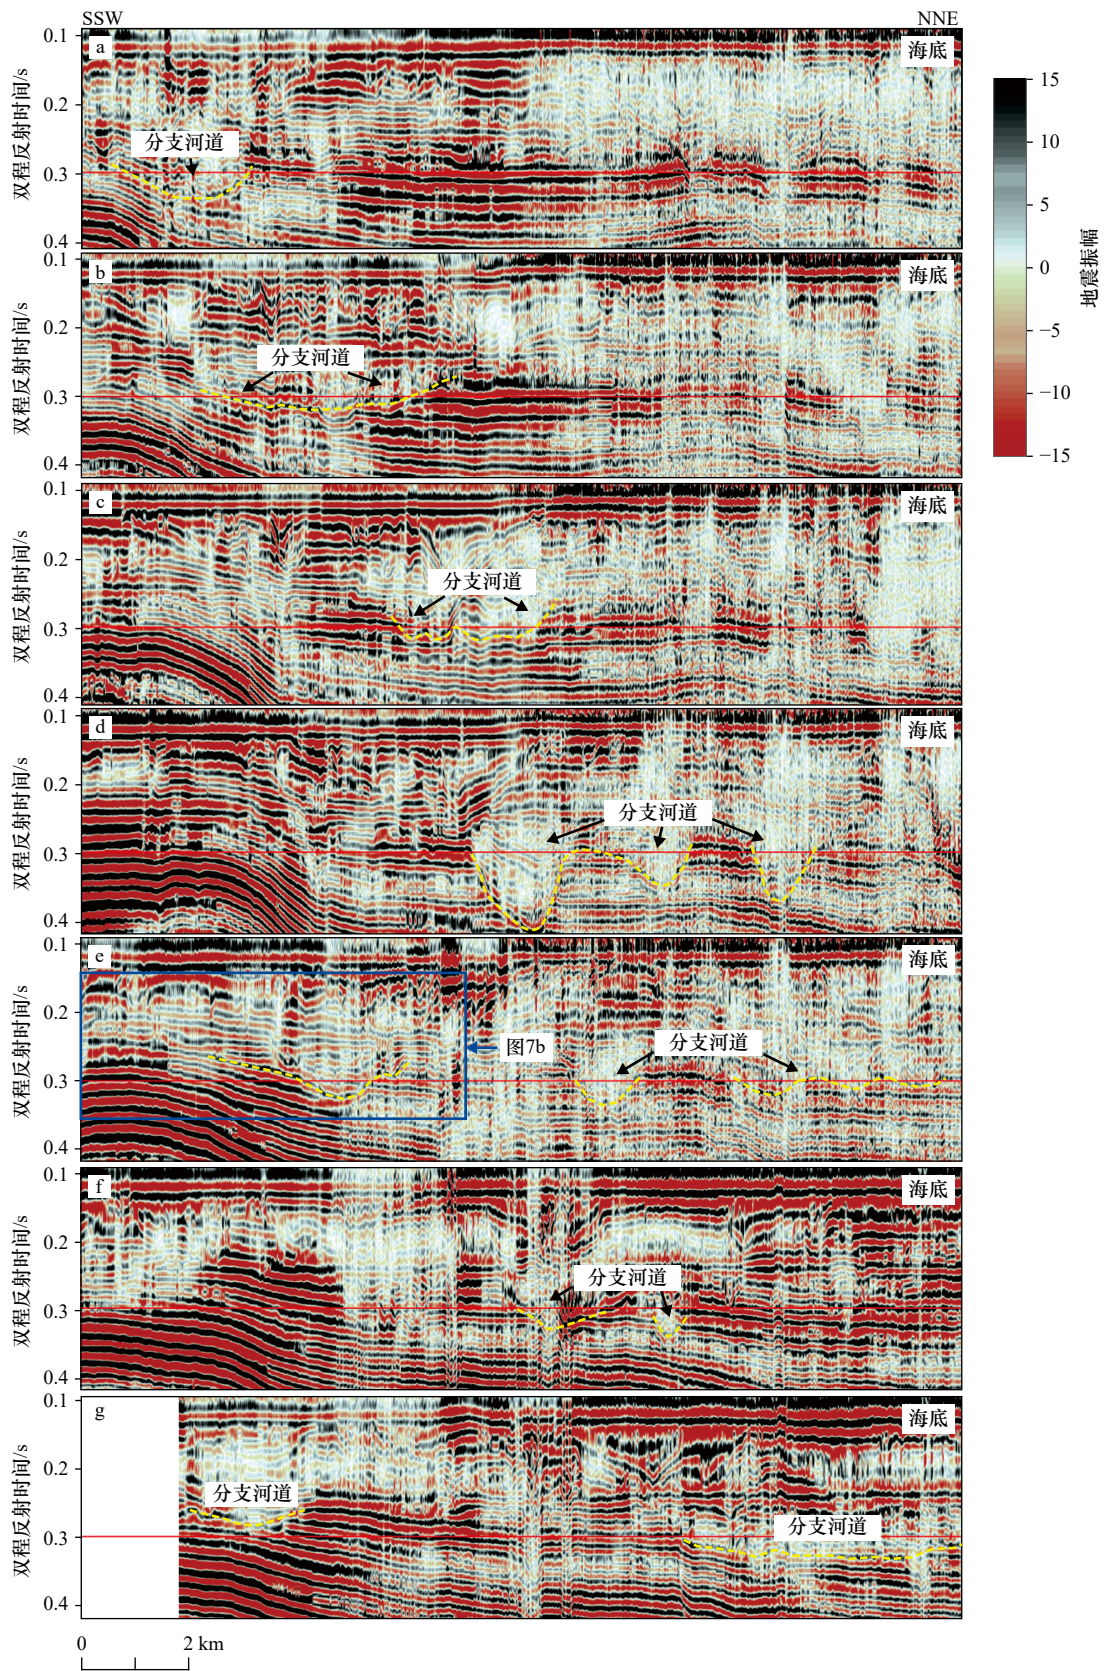 SSW NNE
a
海底
0.1
0.2
0.3
0.4
双程反射时间/s
分支河道
b
海底
0.1
0.2
0.3
0.4
双程反射时间/s
分支河道
c
海底
0.1
0.2
0.3
0.4
双程反射时间/s
分支河道
d
海底
0.1
0.2
0.3
0.4
双程反射时间/s
分支河道
e
海底
0.1
0.2
0.3
0.4
双程反射时间/s
图7b
分支河道
f
海底
0.1
0.2
0.3
0.4
双程反射时间/s
分支河道
g
海底
0.1
0.2
0.3
0.4
双程反射时间/s
分支河道
分支河道
0 2 km
15
10
5
0
−5
−10
−15
地震振幅